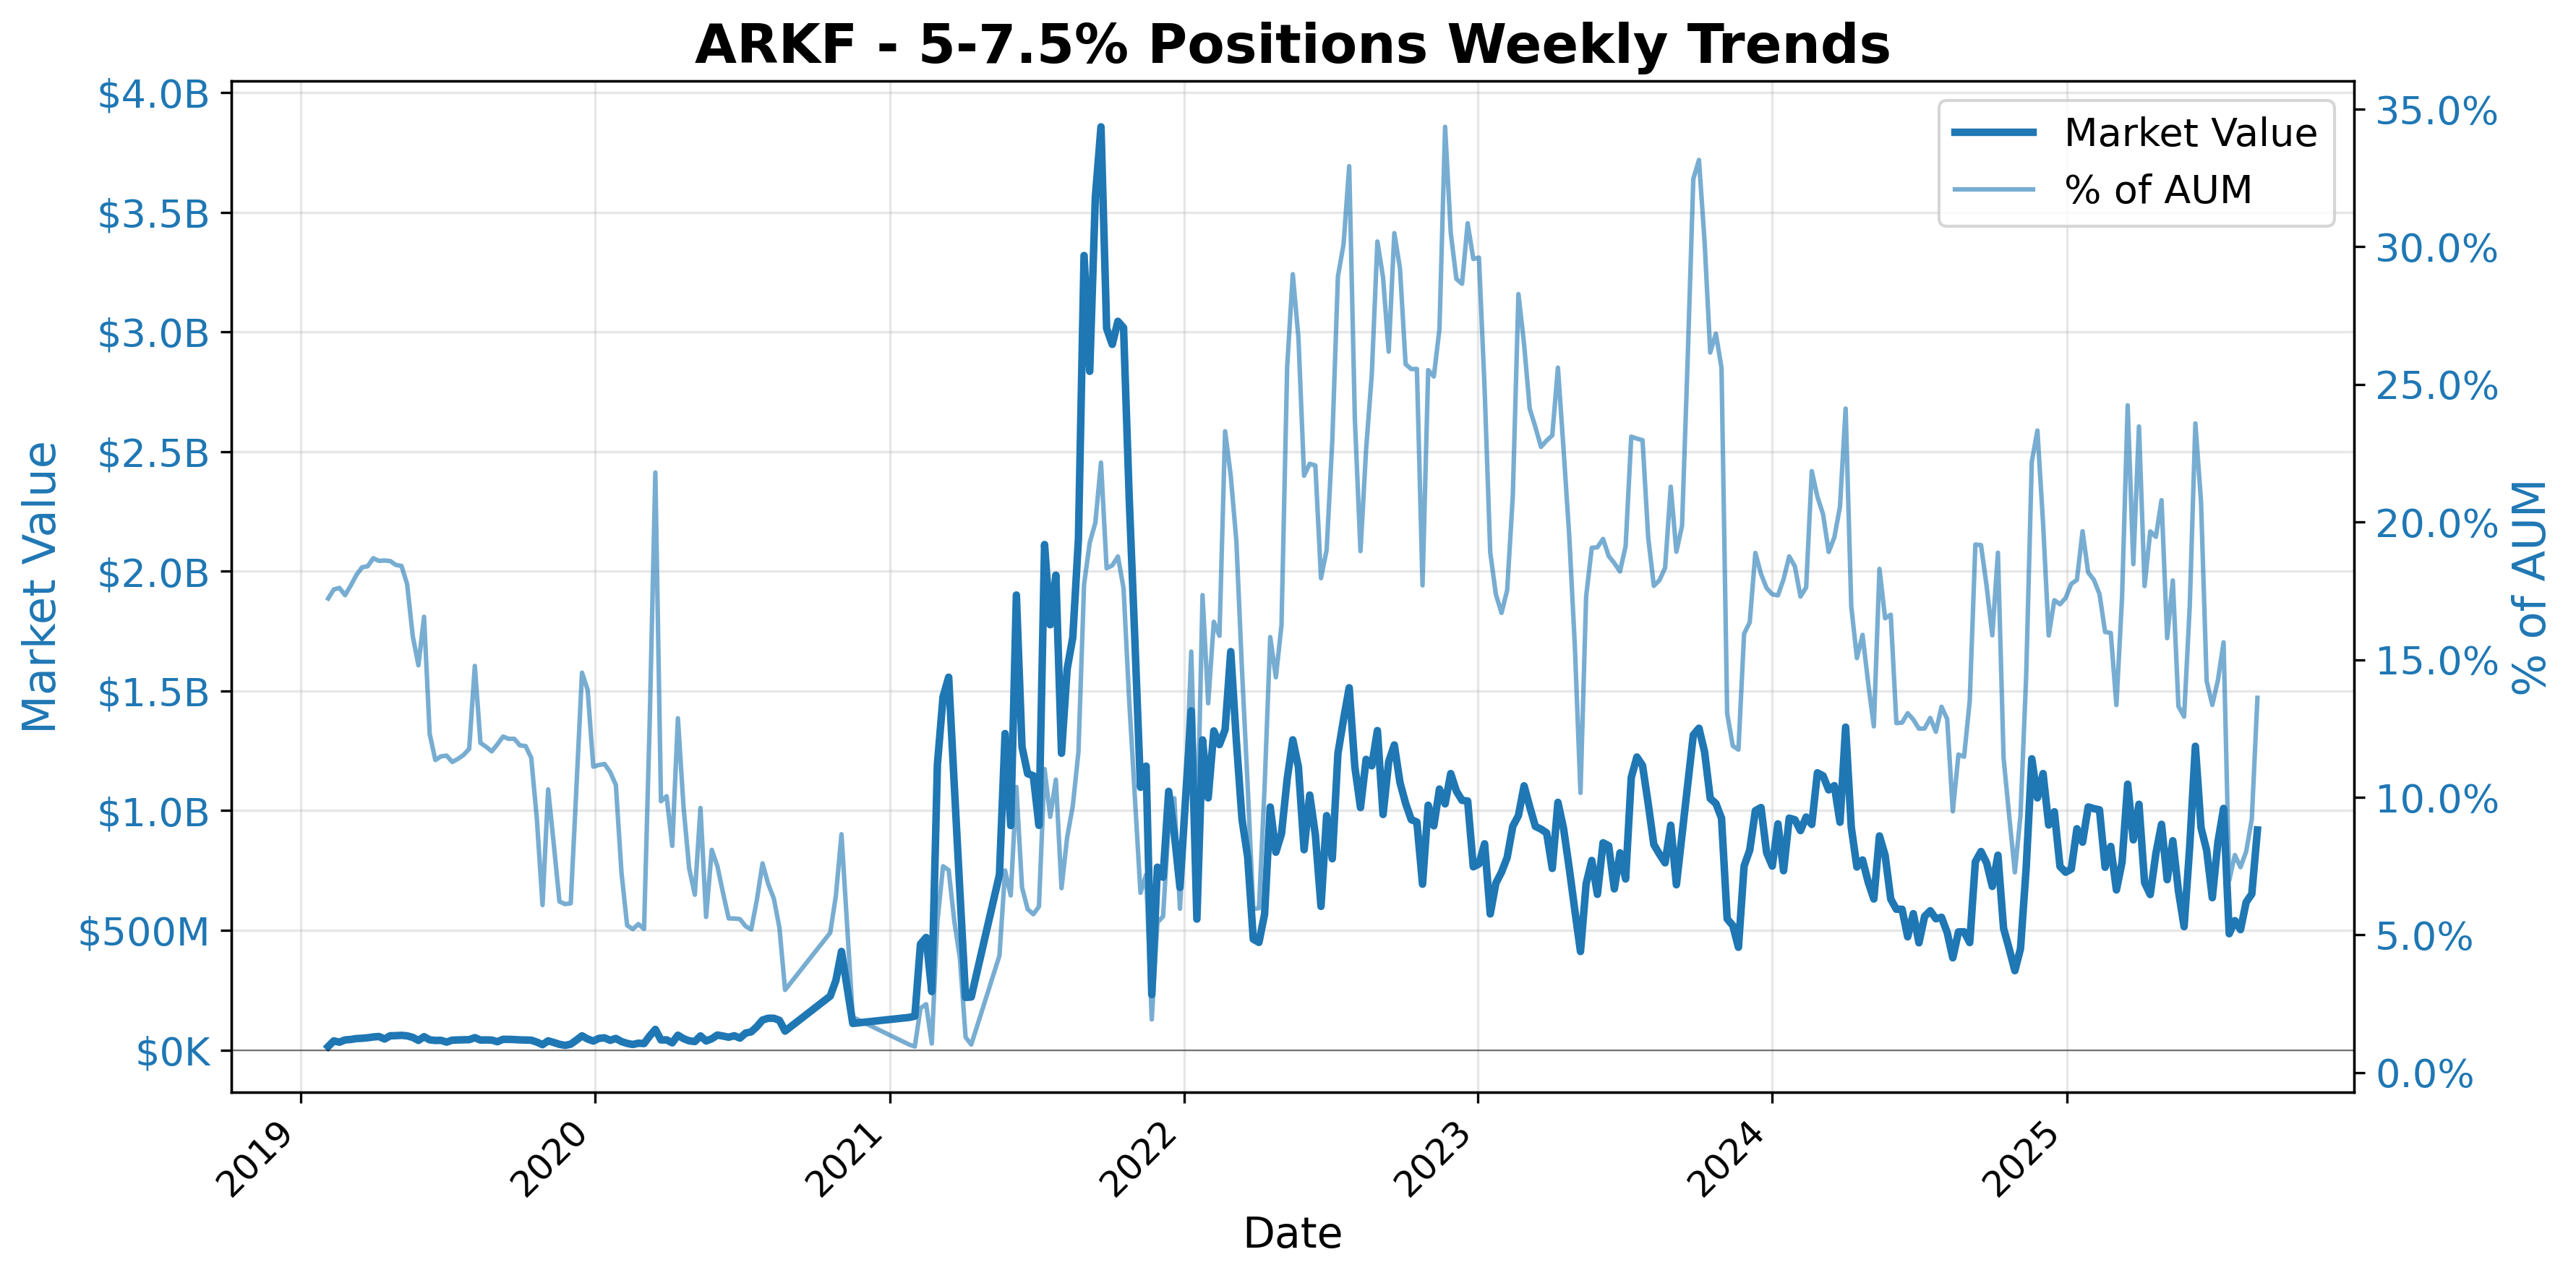 ARKF - 5-7.5% Positions Weekly Trends
Market Value
$4.0B
$3.5B
$3.0B
$2.5B
$2.0B
$1.5B
$1.0B
$500M
$0K
Market Value
% of AUM
35.0%
30.0%
25.0%
20.0%
15.0%
10.0%
5.0%
0.0%
% of AUM
2019
2020
2021
2022
2023
2024
2025
Date